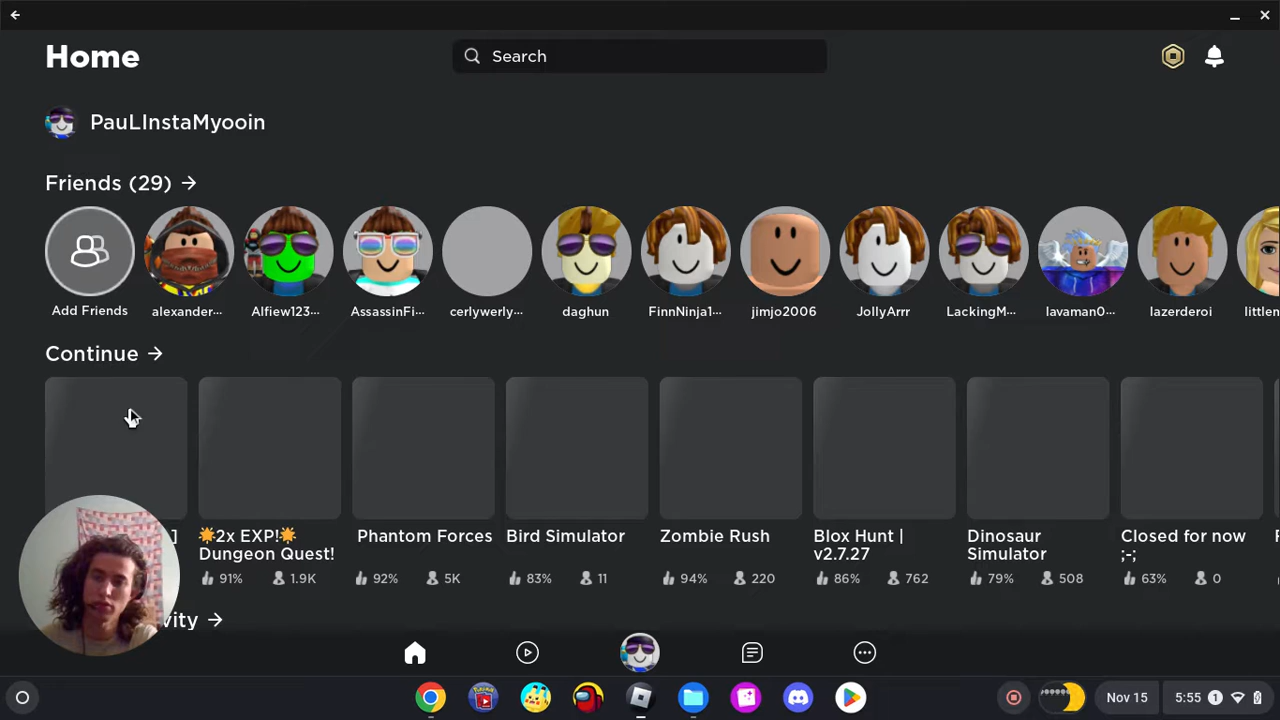 Home
Search
PauLInstaMyooin
Friends (29)
Add Friends
alexander...
Alfiew123...
AssassinFi...
cerlywerly...
daghun
FinnNinja1...
jimjo2006
JollyArrr
LackingM...
lavaman0...
lazerderoi
littlen
Continue
]
2x EXP! Dungeon Quest!
Phantom Forces
Bird Simulator
Zombie Rush
Blox Hunt |
v2.7.27
Dinosaur
Simulator
Closed for now
;-;
91% 1.9K
92% 5K
83% 11
94% 220
86% 762
79% 508
63% 0
vity
Nov 15
5:55
1